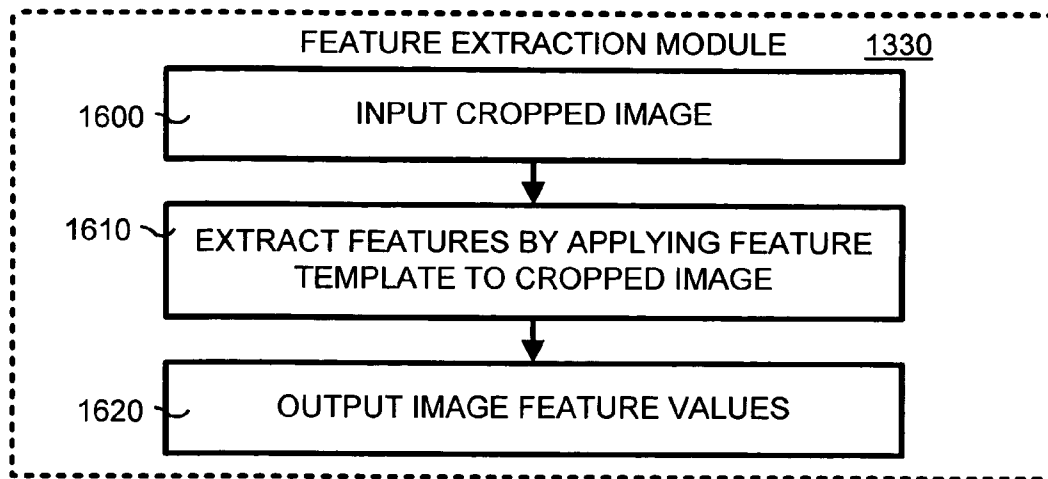 FEATURE EXTRACTION MODULE 1330
1600 INPUT CROPPED IMAGE
1610 EXTRACT FEATURES BY APPLYING FEATURE
TEMPLATE TO CROPPED IMAGE
1620 OUTPUT IMAGE FEATURE VALUES